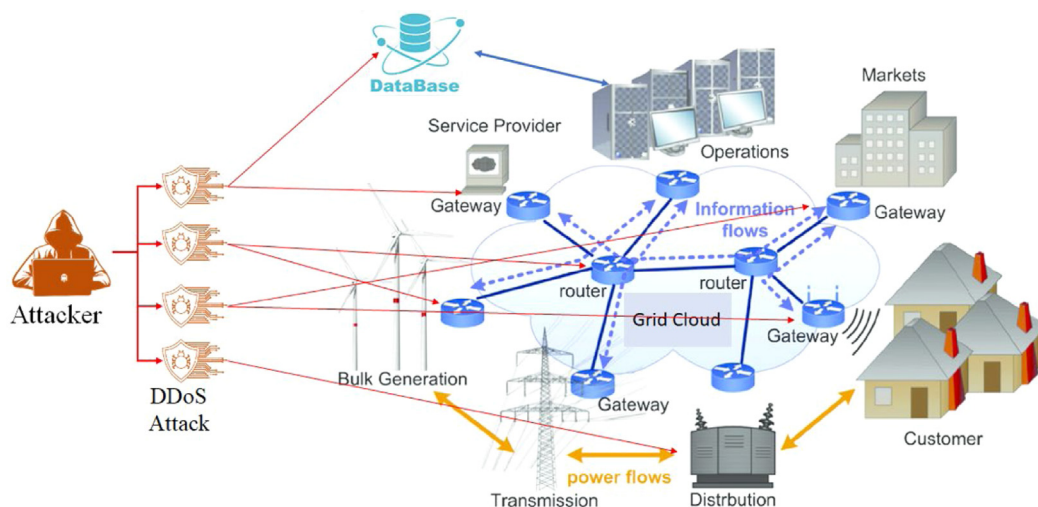 DataBase
Markets
Service Provider
Operations
Gateway
Information
flows
Gateway
router
router
Attacker
Grid Cloud
Gateway
Bulk Generation
DDoS
Attack
Gateway
Customer
power flows
Transmission
Distrbution